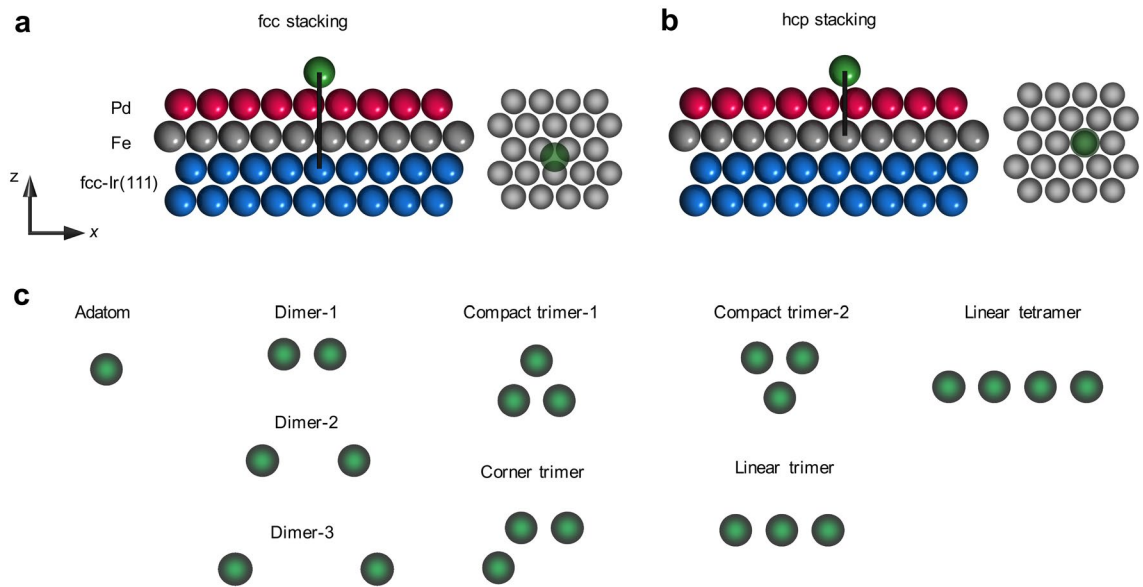 a
fcc stacking
b
hcp stacking
Pd
Fe
fcc-Ir(111)
z
x
c
Adatom
Dimer-1
Compact trimer-1
Compact trimer-2
Linear tetramer
Dimer-2
Corner trimer
Linear trimer
Dimer-3